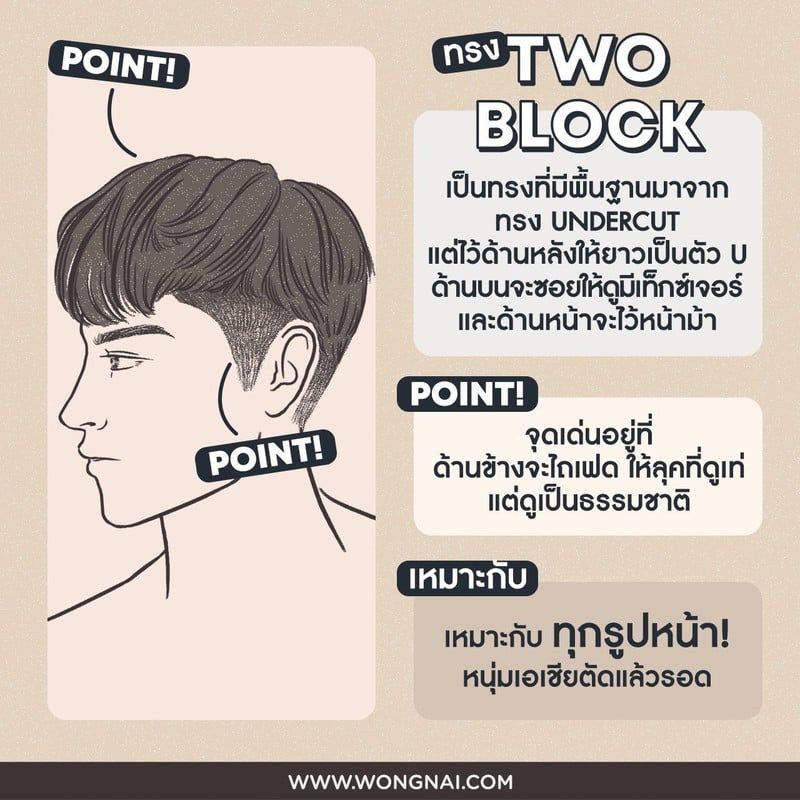 POINT!
POINT!
ทรง TWO
BLOCK
เป็นทรงที่มีพื้นฐานมาจาก
ทรง UNDERCUT
แต่ไว้ด้านหลังให้ยาวเป็นตัว U
ด้านบนจะซอยให้ดูมีเท็กซ์เจอร์
และด้านหน้าจะไว้หน้าม้า
POINT!
จุดเด่นอยู่ที่
ด้านข้างจะไถเฟด ให้ลุคที่ดูเท่
แต่ดูเป็นธรรมชาติ
เหมาะกับ
เหมาะกับ ทุกรูปหน้า!
หนุ่มเอเชียตัดแล้วรอด
WWW.WONGNAI.COM